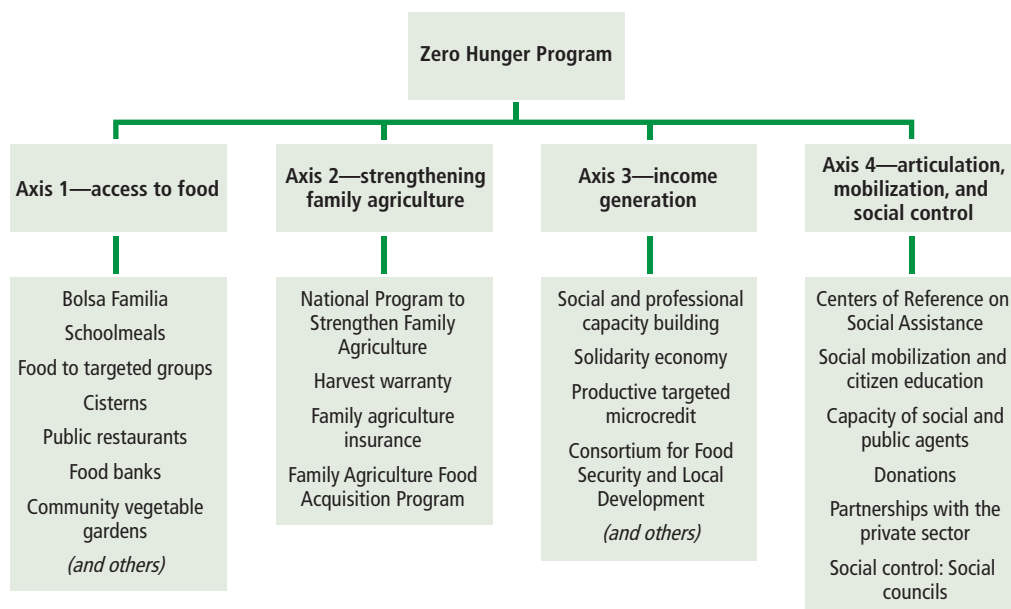 Zero Hunger Program
Axis 1—access to food
Bolsa Familia
Schoolmeals
Food to targeted groups
Cisterns
Public restaurants
Food banks
Community vegetable
gardens
(and others)
Axis 2—strengthening
family agriculture
National Program to
Strengthen Family
Agriculture
Harvest warranty
Family agriculture
insurance
Family Agriculture Food
Acquisition Program
Axis 3—income
generation
Social and professional
capacity building
Solidarity economy
Productive targeted
microcredit
Consortium for Food
Security and Local
Development
(and others)
Axis 4—articulation,
mobilization, and
social control
Centers of Reference on
Social Assistance
Social mobilization and
citizen education
Capacity of social and
public agents
Donations
Partnerships with the
private sector
Social control: Social
councils